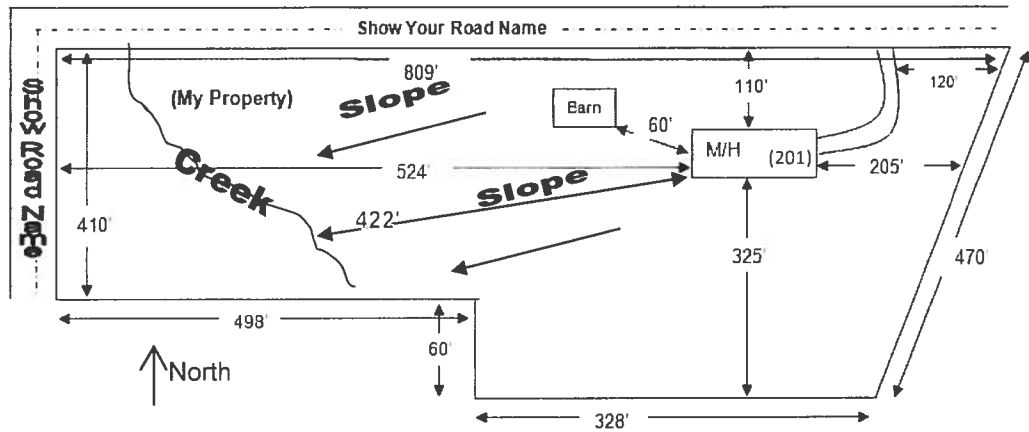 Show Your Road Name
Show Road Name
809'
(My Property)
Slope
Barn
110'
120'
60'
M/H
(201)
Creek
524'
205'
Slope
422'
410'
325'
470'
498'
60'
North
328'